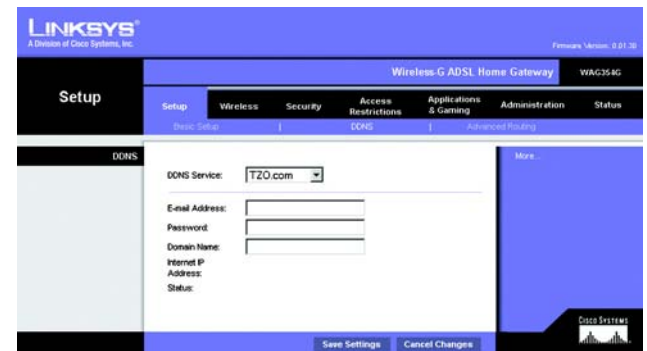 LINKSYS®
A Division of Cisco Systems, Inc.
Firmware Version: 0.01.30
Wireless-G ADSL Home Gateway WAG354G
Setup
Setup Wireless Security Access Restrictions Applications & Gaming Administration Status
Basic Setup | DDNS | Advanced Routing
DDNS
More...
DDNS Service: TZO.com
E-mail Address:
Password:
Domain Name:
Internet IP
Address:
Status:
CISCO SYSTEMS
Save Settings Cancel Changes